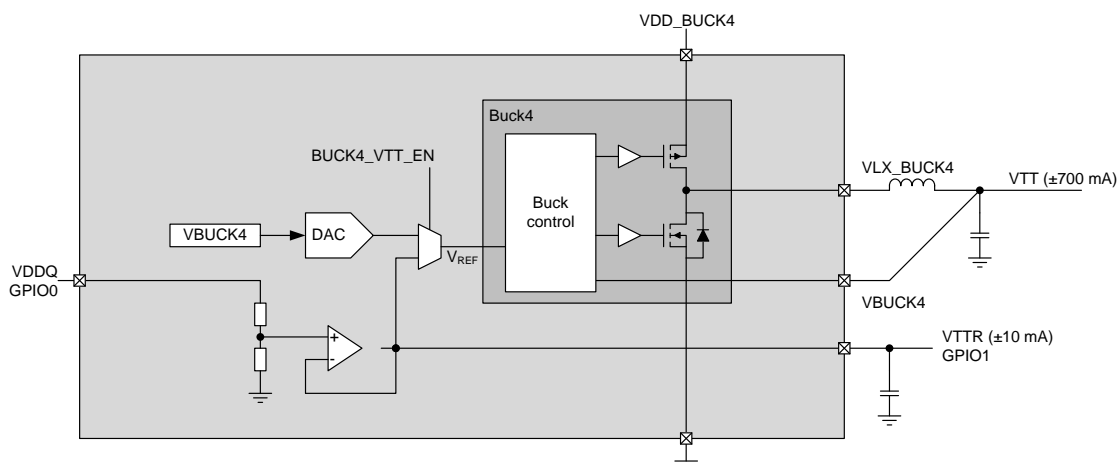 VDD_BUCK4
Buck4
BUCK4_VTT_EN
VLX_BUCK4
VTT (±700 mA)
Buck
control
VBUCK4
DAC
VREF
VDDQ
GPIO0
VBUCK4
+
-
VTTR (±10 mA)
GPIO1